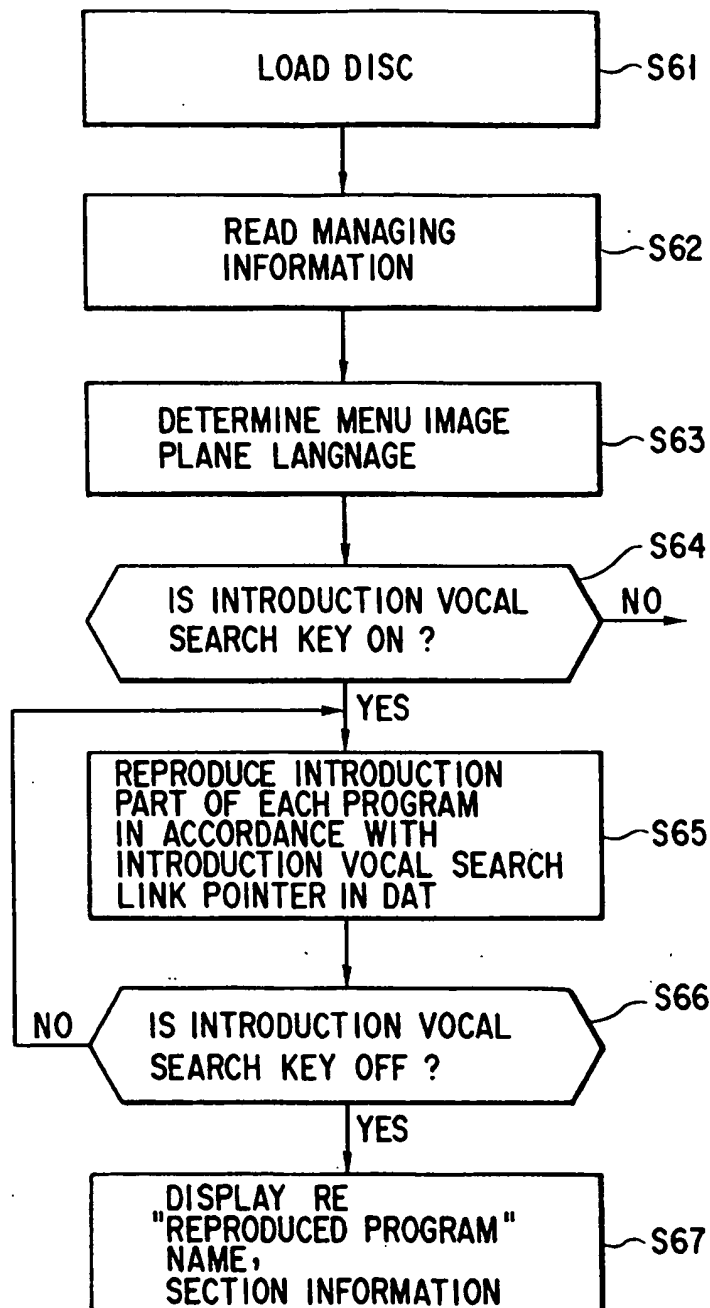 LOAD DISC
S61
READ MANAGING
INFORMATION
S62
DETERMINE MENU IMAGE
PLANE LANGNAGE
S63
S64
IS INTRODUCTION VOCAL
SEARCH KEY ON ?
NO
YES
REPRODUCE INTRODUCTION
PART OF EACH PROGRAM
IN ACCORDANCE WITH
INTRODUCTION VOCAL SEARCH
LINK POINTER IN DAT
S65
S66
NO
IS INTRODUCTION VOCAL
SEARCH KEY OFF ?
YES
DISPLAY RE
"REPRODUCED PROGRAM"
NAME,
SECTION INFORMATION
S67